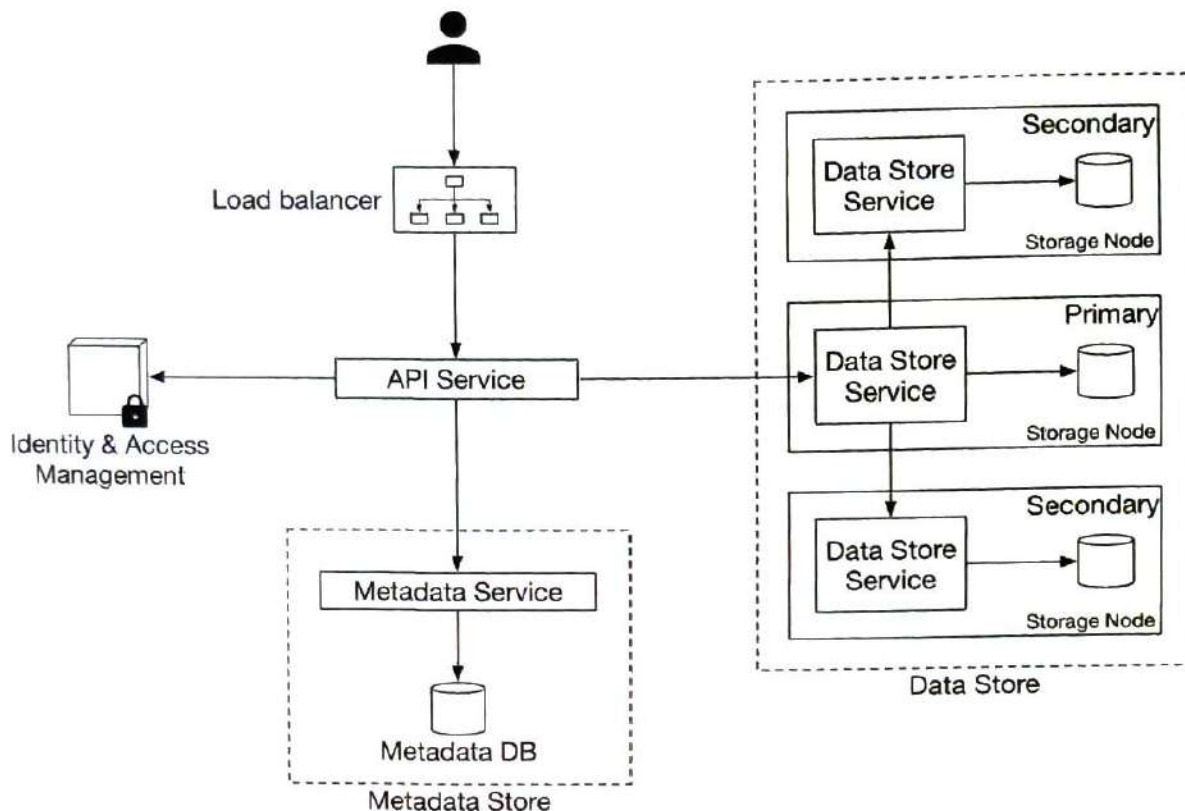 Load balancer
API Service
Identity & Access
Management
Metadata Service
Metadata DB
Metadata Store
Secondary
Data Store
Service
Storage Node
Primary
Data Store
Service
Storage Node
Secondary
Data Store
Service
Storage Node
Data Store